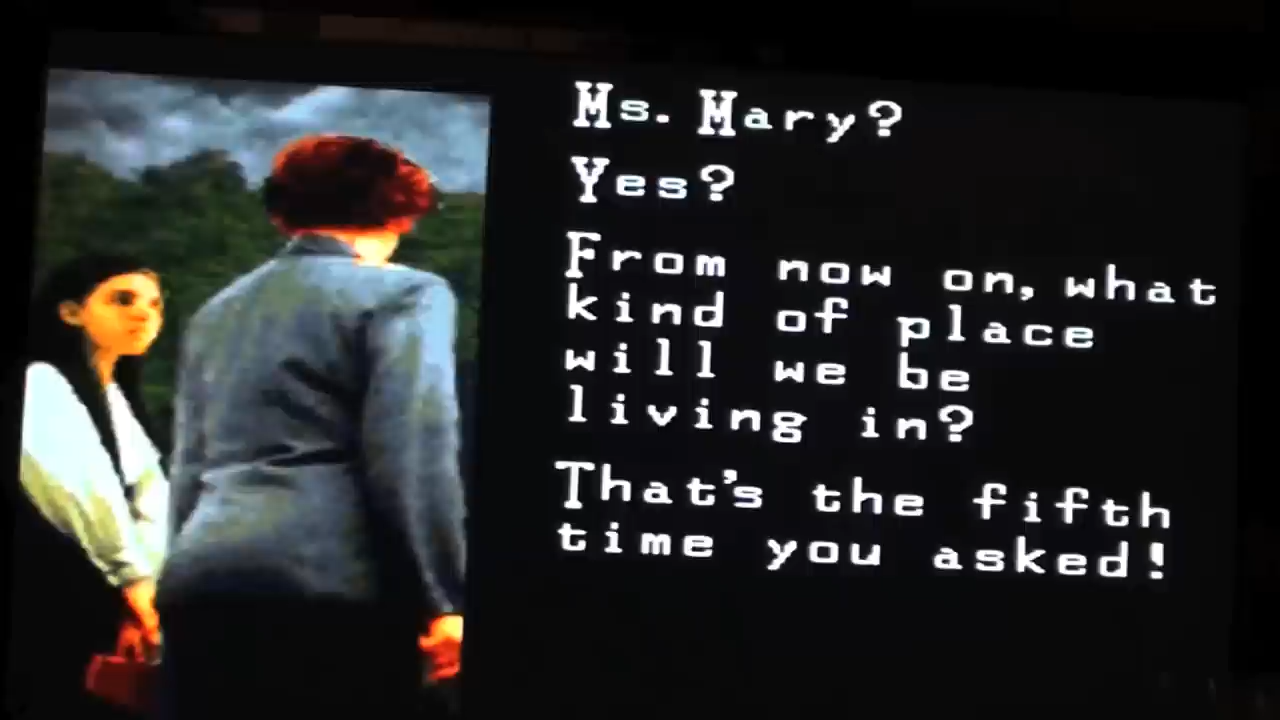 Ms. Mary?
Yes?
From now on, what
kind of place
will we be
living in?
That's the fifth
time you asked!